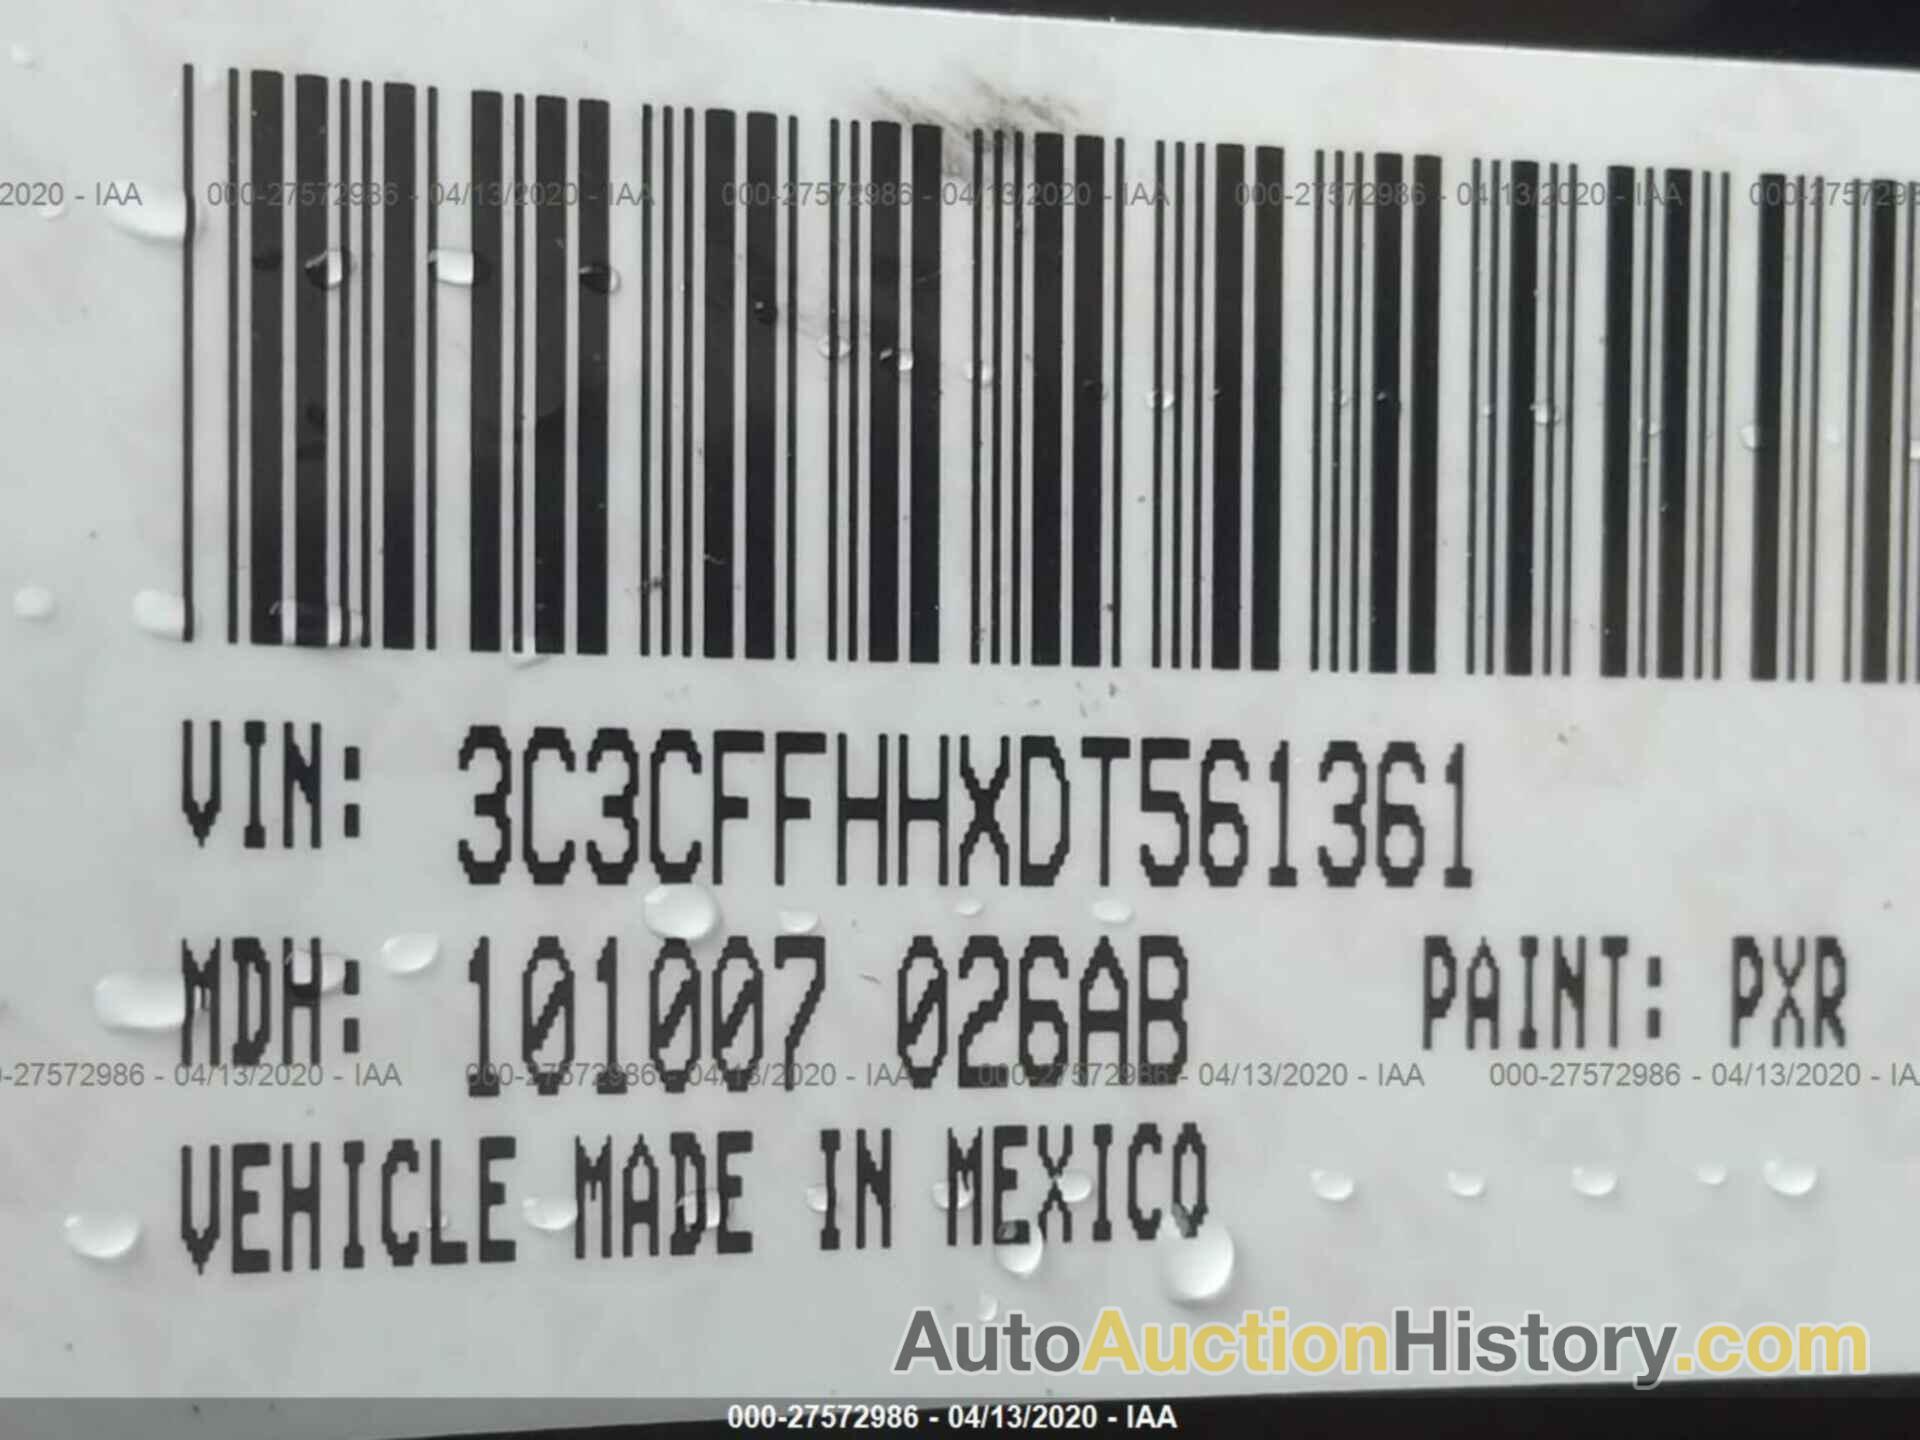 2020 - IAA 000-27572986 - 04/13/2020 - IAA 000-27572986 - 04/13/2020 - IAA 000-27572986 - 04/13/2020 - IAA 000-2757298
VIN: 3C3CFFHHXDT561361
MDH: 101007 026AB PAINT: PXR
-27572986 - 04/13/2020 - IAA 000-27572986 - 04/13/2020 - IAA 000-27572986 - 04/13/2020 - IAA 000-27572986 - 04/13/2020 - IA
VEHICLE MADE IN MEXICO
AutoAuctionHistory.com
000-27572986 - 04/13/2020 - IAA